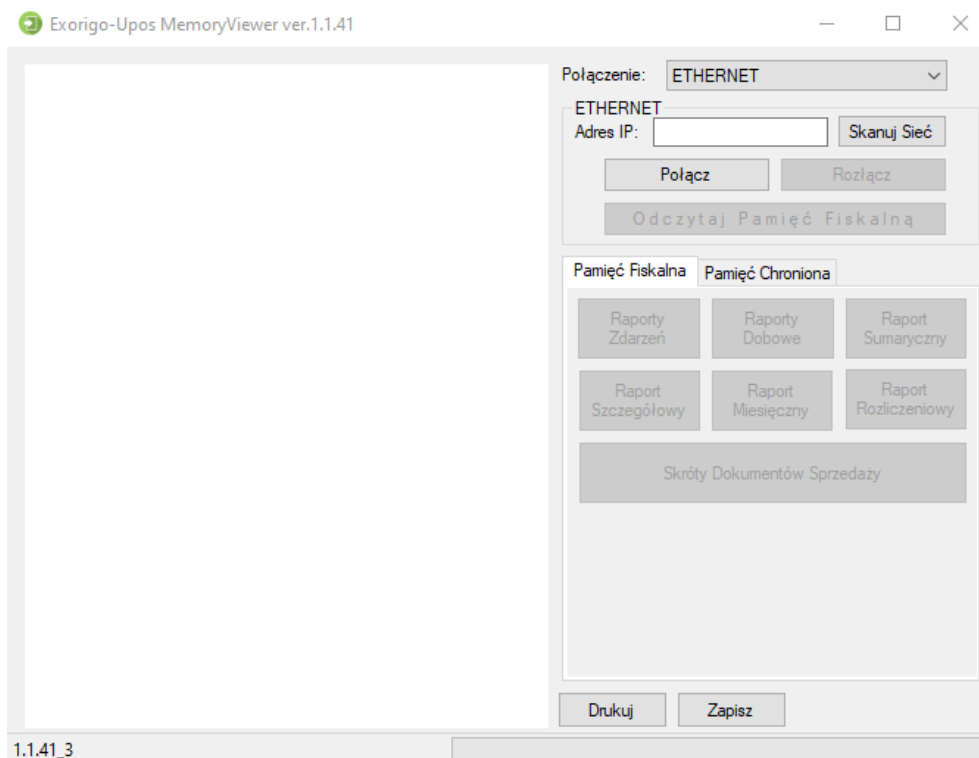 Exorigo-Upos MemoryViewer ver.1.1.41
Połączenie: ETHERNET
ETHERNET
Adres IP: Skanuj Sieć
Połącz Rozłącz
Odczytaj Pamięć Fiskalną
Pamięć Fiskalna Pamięć Chroniona
Raporty Zdarzeń
Raporty Dobowe
Raport Sumaryczny
Raport Szczegółowy
Raport Miesięczny
Raport Rozliczeniowy
Skróty Dokumentów Sprzedaży
Drukuj Zapisz
1.1.41_3